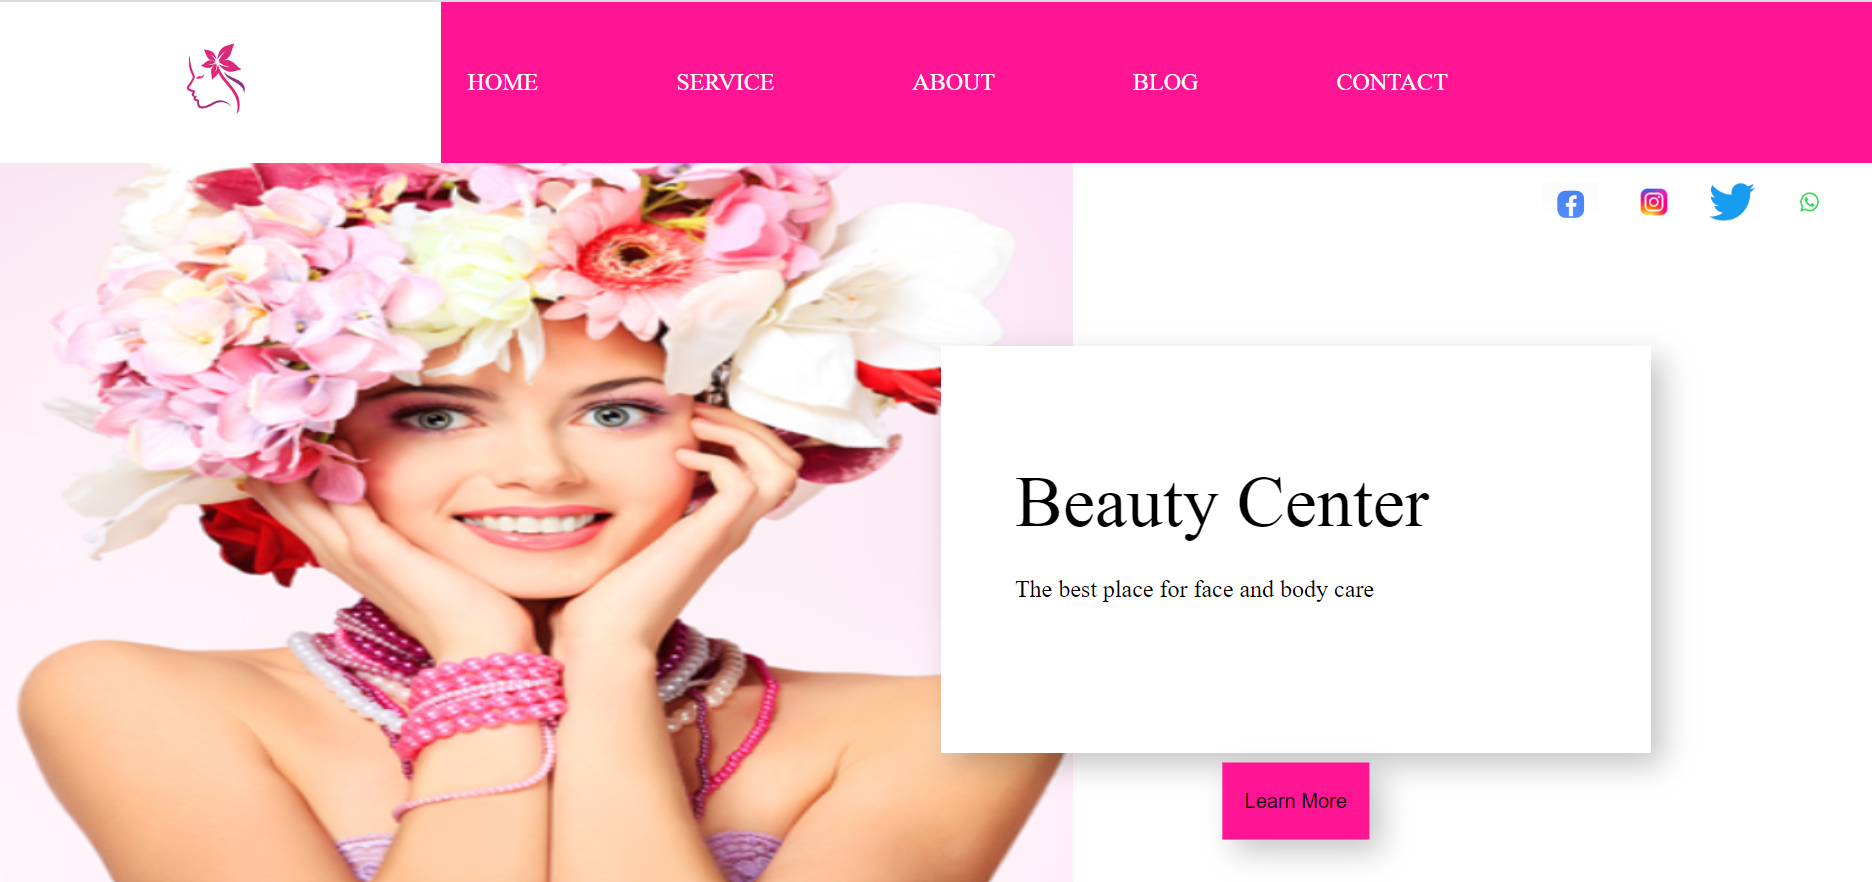 HOME SERVICE ABOUT BLOG CONTACT
Beauty Center
The best place for face and body care
Learn More